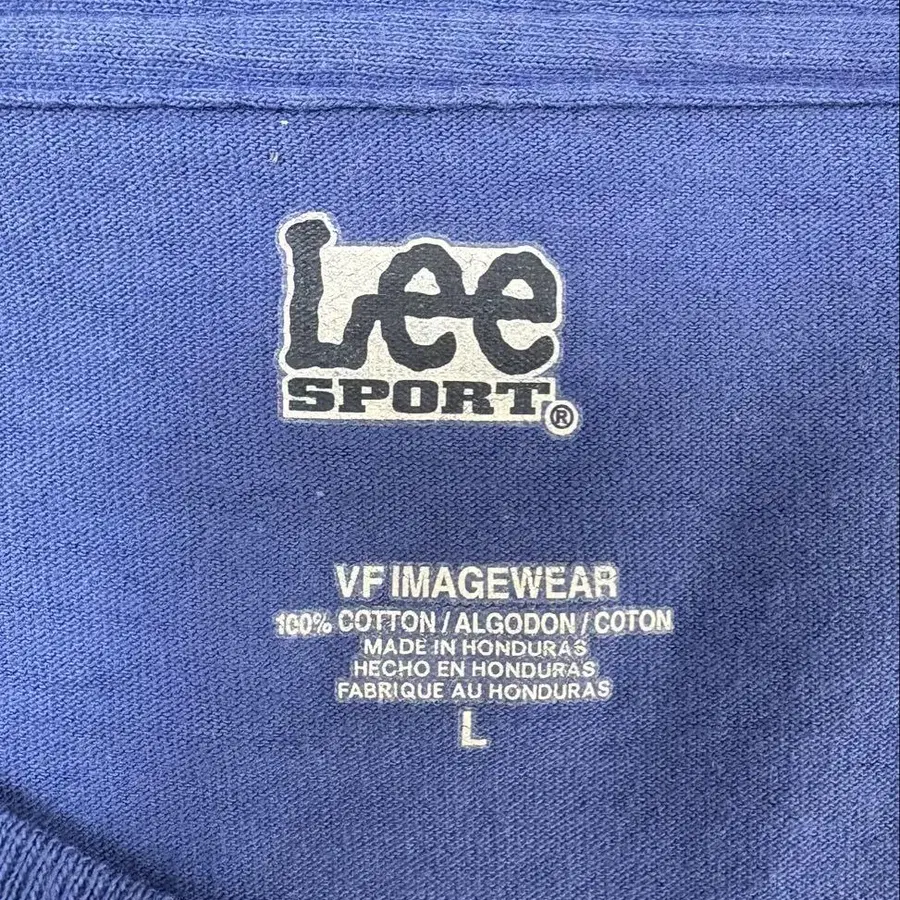 Lee
SPORT®
VF IMAGEWEAR
100% COTTON / ALGODON / COTON
MADE IN HONDURAS
HECHO EN HONDURAS
FABRIQUE AU HONDURAS
L